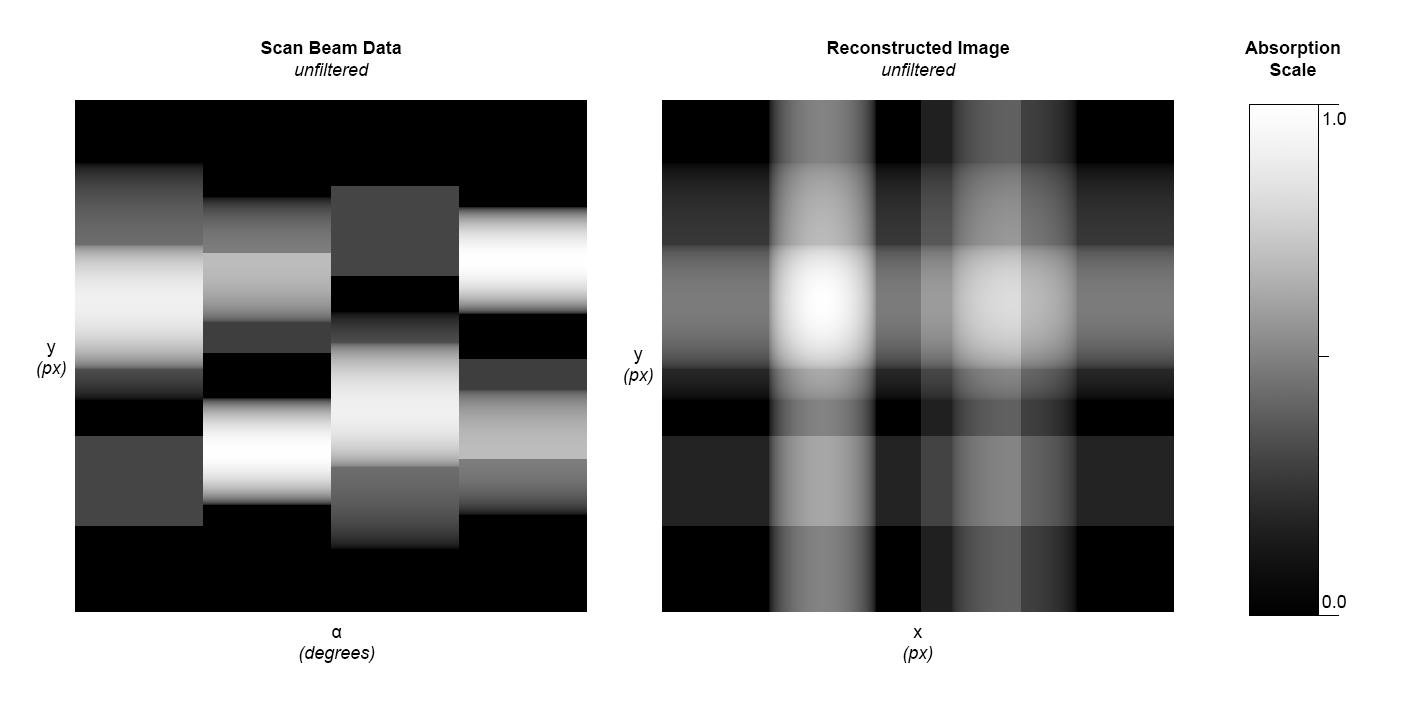 Scan Beam Data
unfiltered
Reconstructed Image
unfiltered
Absorption
Scale
1.0
y
(px)
y
(px)
0.0
α
(degrees)
x
(px)